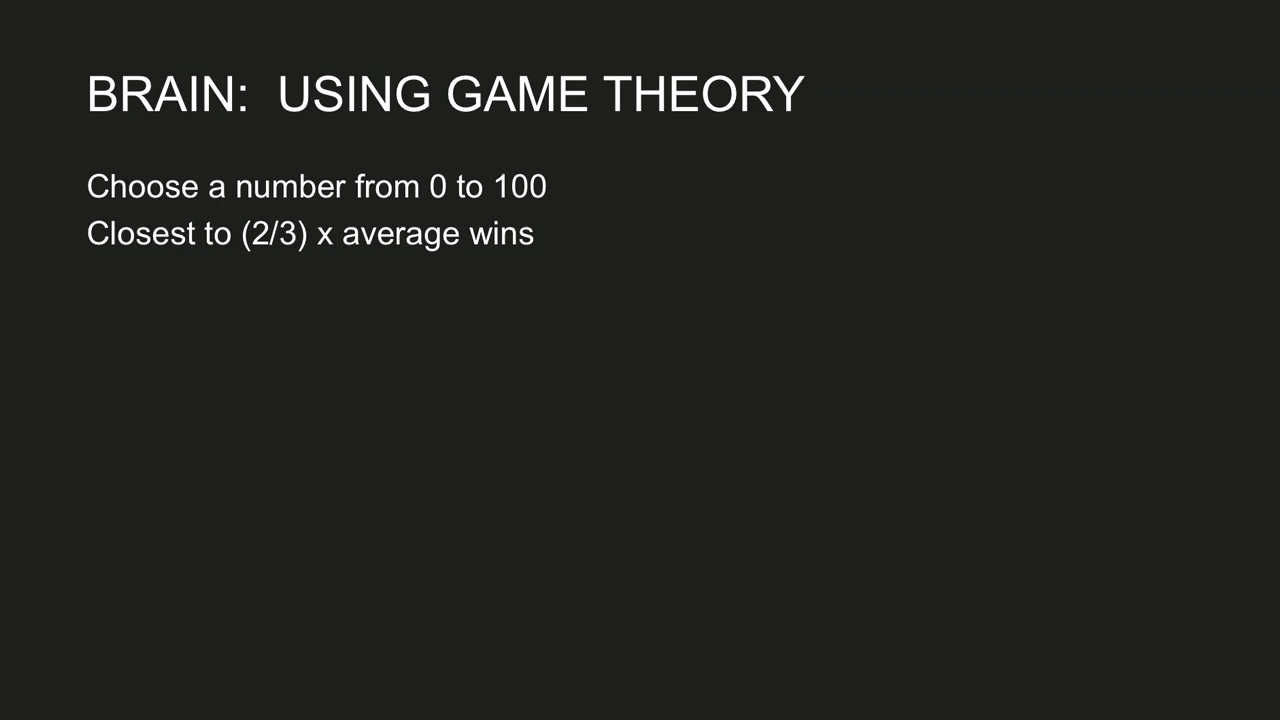 BRAIN:  USING GAME THEORY
Choose a number from 0 to 100
Closest to (2/3) x average wins